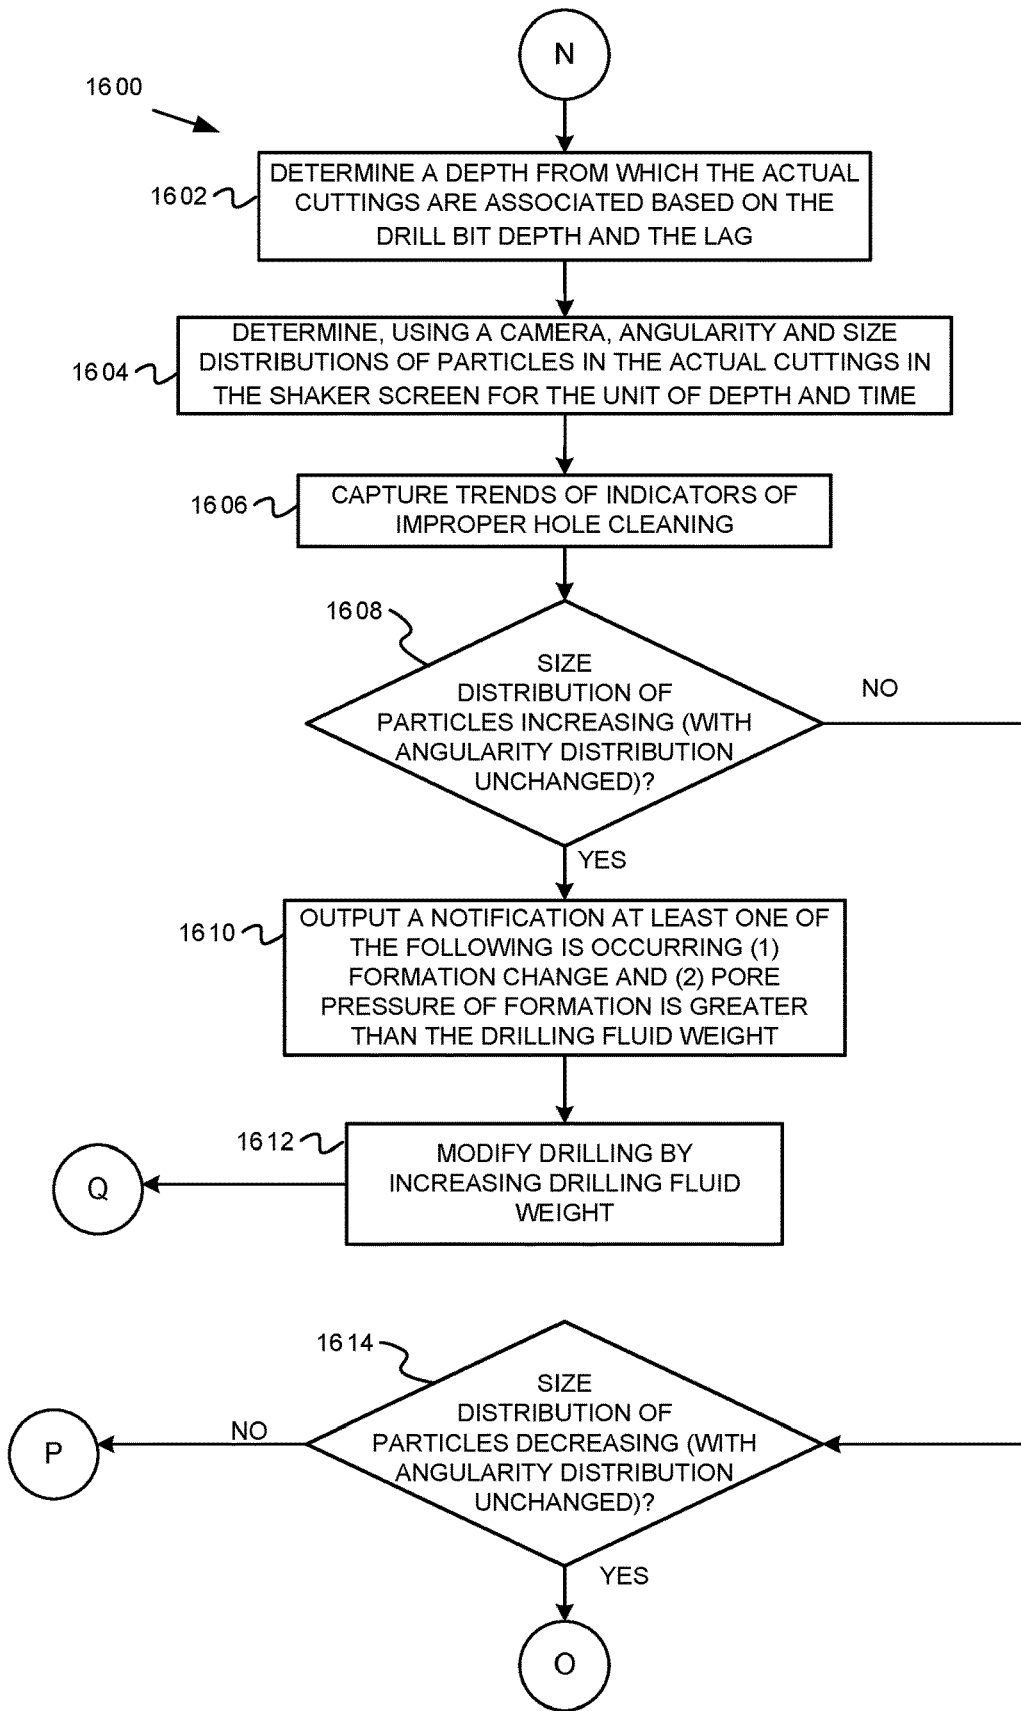 N
1600
1602
DETERMINE A DEPTH FROM WHICH THE ACTUAL
CUTTINGS ARE ASSOCIATED BASED ON THE
DRILL BIT DEPTH AND THE LAG
1604
DETERMINE, USING A CAMERA, ANGULARITY AND SIZE
DISTRIBUTIONS OF PARTICLES IN THE ACTUAL CUTTINGS IN
THE SHAKER SCREEN FOR THE UNIT OF DEPTH AND TIME
1606
CAPTURE TRENDS OF INDICATORS OF
IMPROPER HOLE CLEANING
1608
SIZE
DISTRIBUTION OF
PARTICLES INCREASING (WITH
ANGULARITY DISTRIBUTION
UNCHANGED)?
NO
YES
1610
OUTPUT A NOTIFICATION AT LEAST ONE OF
THE FOLLOWING IS OCCURRING (1)
FORMATION CHANGE AND (2) PORE
PRESSURE OF FORMATION IS GREATER
THAN THE DRILLING FLUID WEIGHT
1612
MODIFY DRILLING BY
INCREASING DRILLING FLUID
WEIGHT
Q
1614
SIZE
DISTRIBUTION OF
PARTICLES DECREASING (WITH
ANGULARITY DISTRIBUTION
UNCHANGED)?
NO
P
YES
O